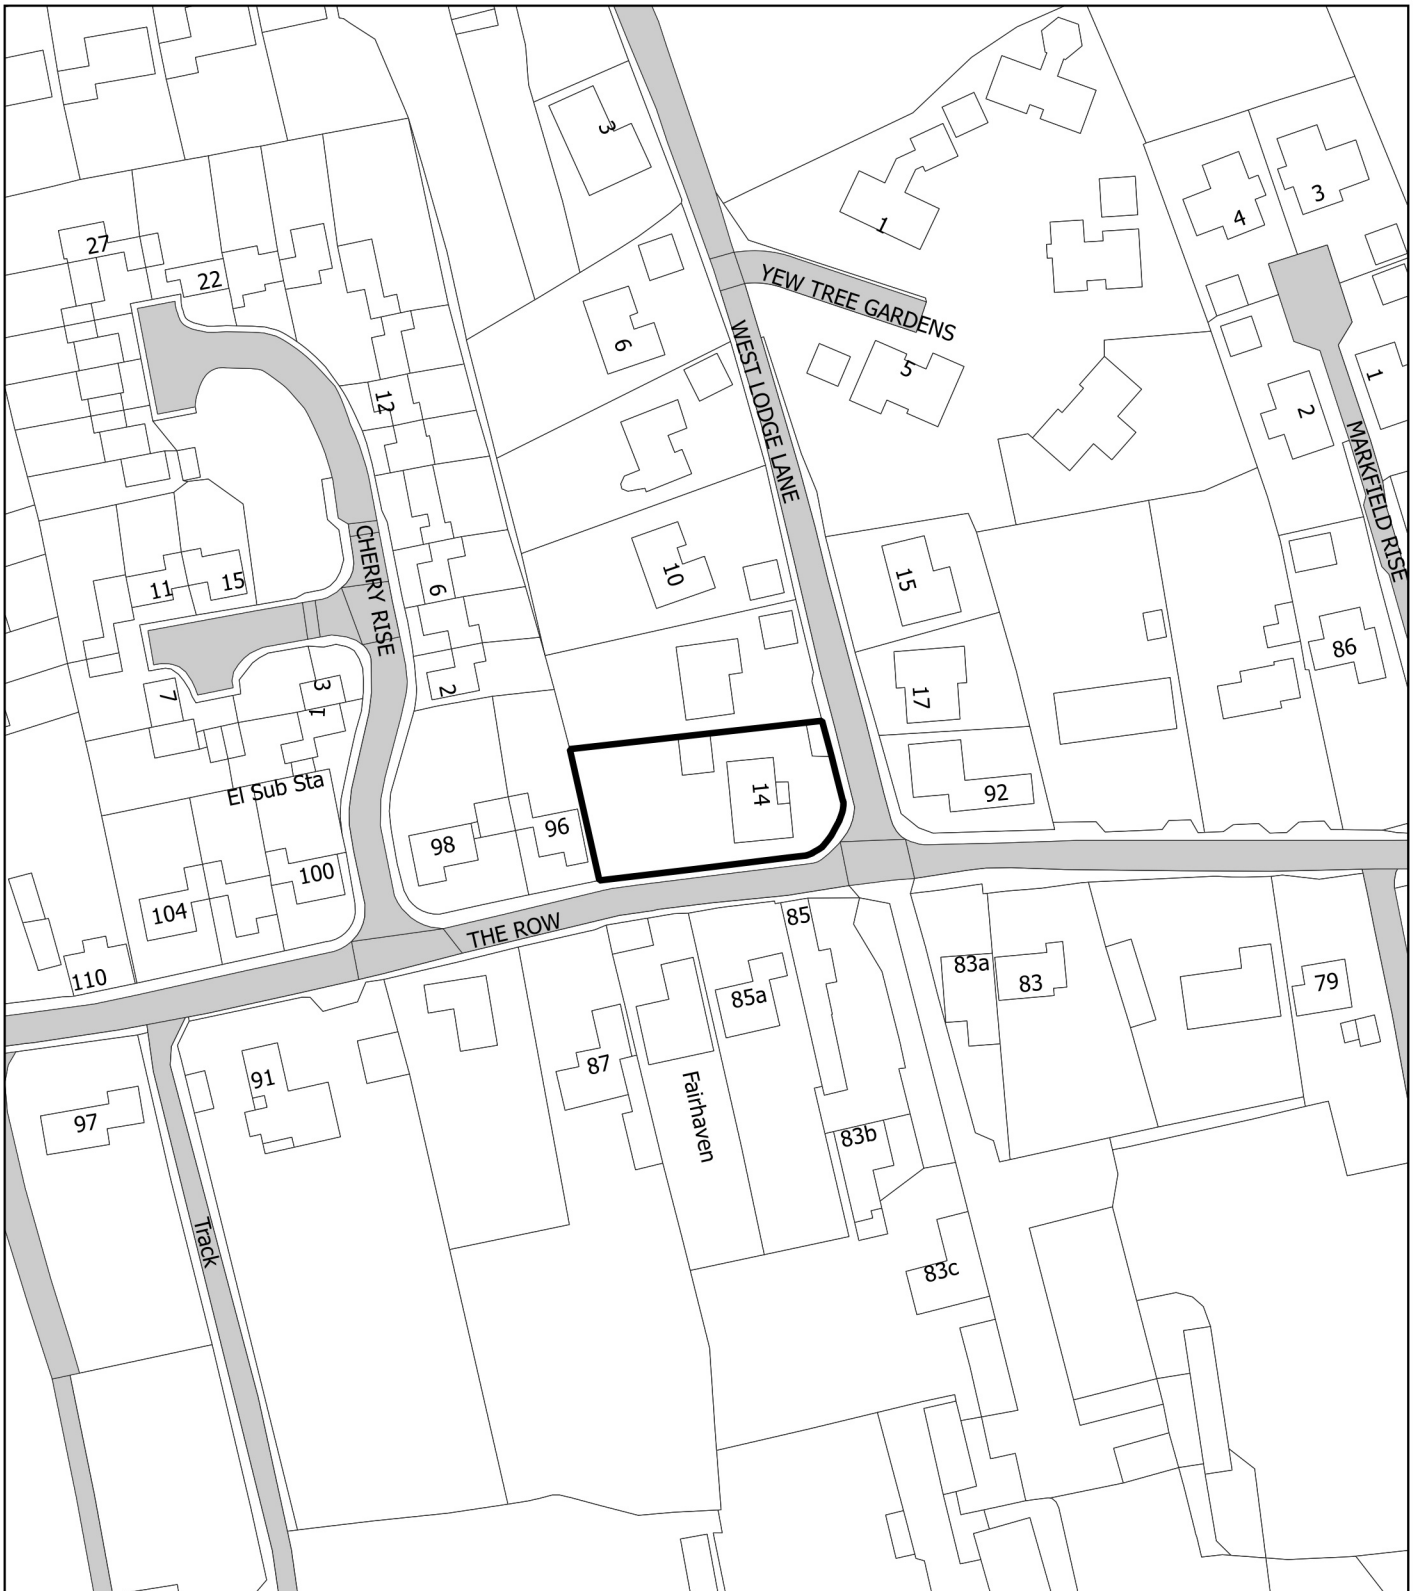 3
27
22
1
4
3
YEW TREE GARDENS
6
WEST LODGE LANE
5
12
2
1
MARKFIELD RISE
CHERRY RISE
11
15
6
10
15
86
7
3
1
2
17
El Sub Sta
14
92
98
96
100
104
THE ROW
85
110
83a
83
79
85a
91
87
97
Fairhaven
83b
Track
83c